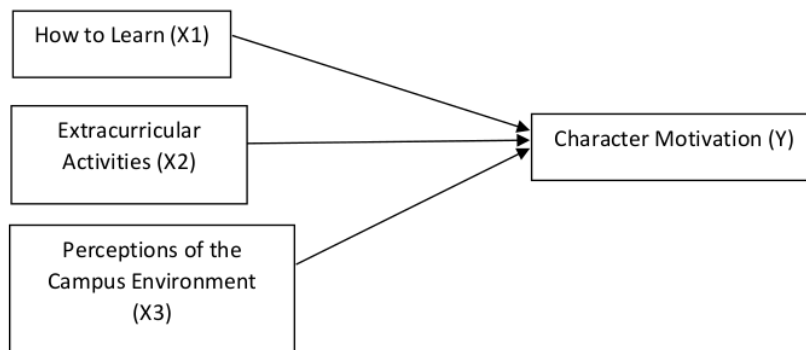 How to Learn (X1)
Extracurricular
Activities (X2)
Character Motivation (Y)
Perceptions of the
Campus Environment
(X3)